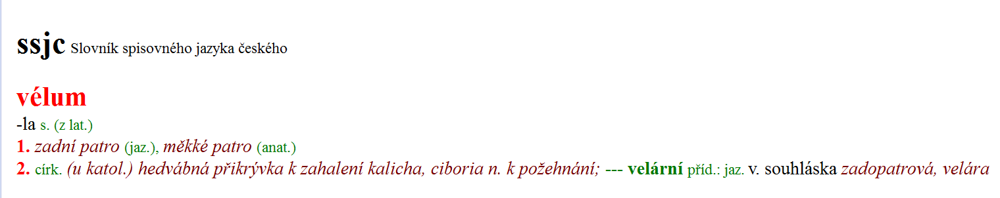 ssjc Slovník spisovného jazyka českého
vélum
-la s. (z lat.)
1. zadní patro (jaz.), měkké patro (anat.)
2. círk. (u katol.) hedvábná přikrývka k zahalení kalicha, ciboria n. k požehnání; --- velární příd.: jaz. v. souhláska zadopatrová, velára